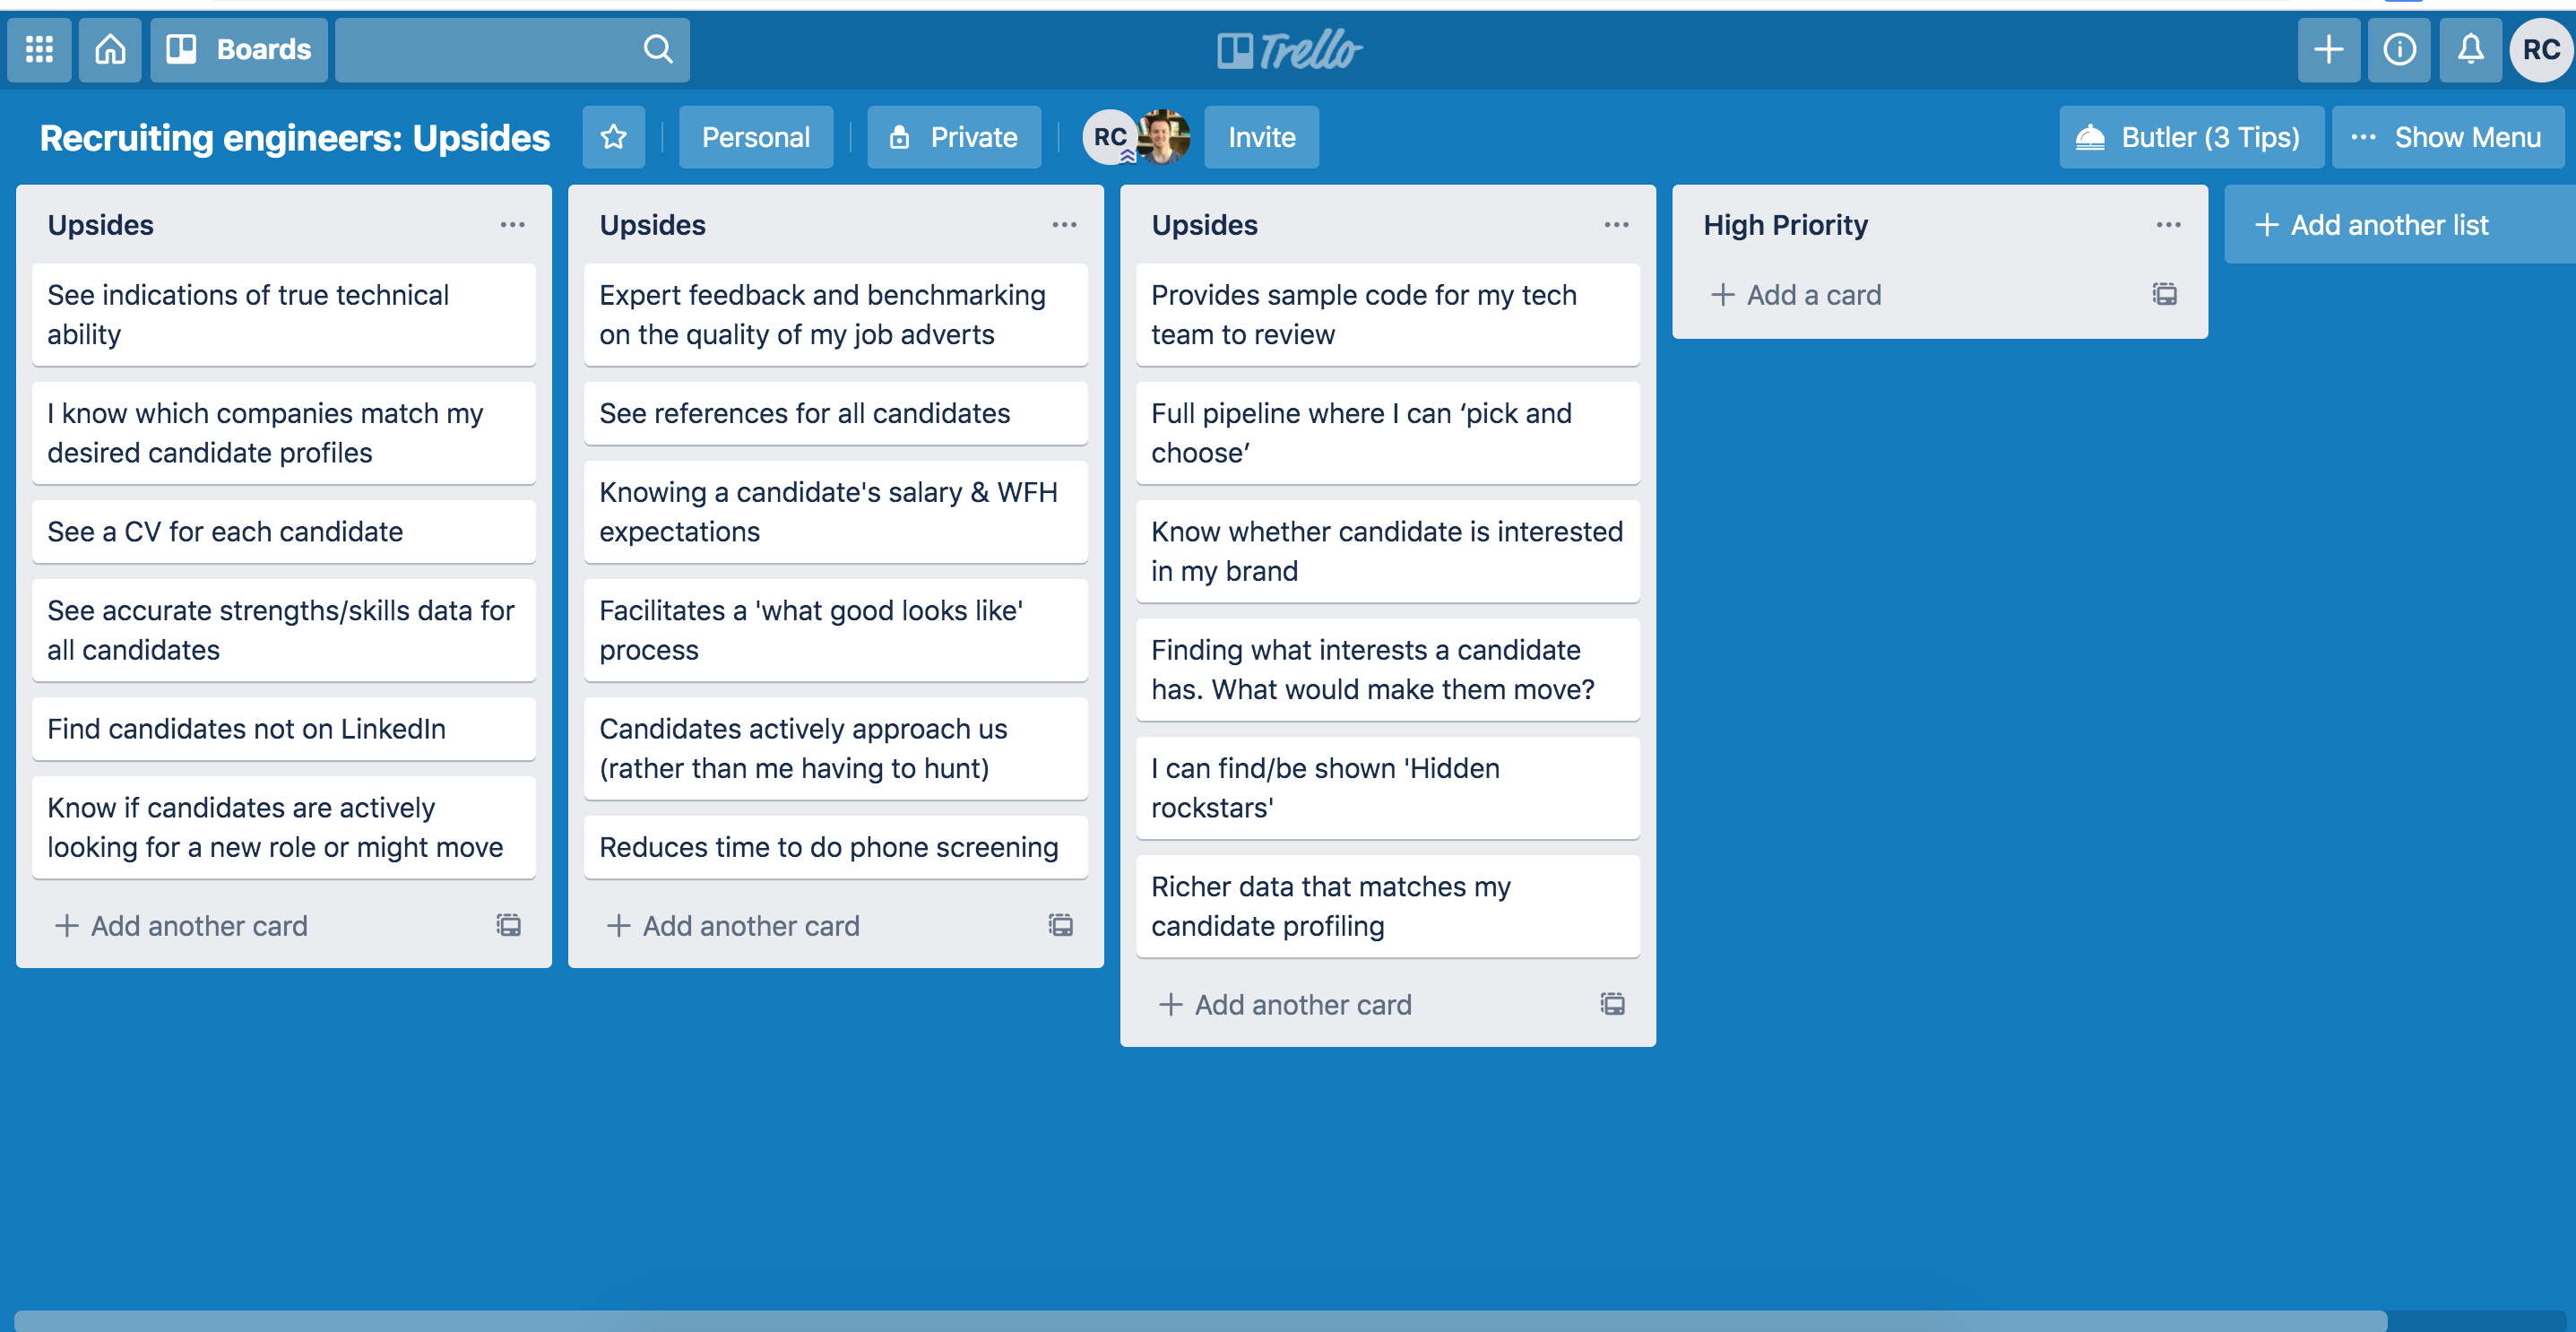 Boards
Trello
RC
Recruiting engineers: Upsides
Personal
Private
RC
Invite
Butler (3 Tips)
Show Menu
Upsides
See indications of true technical
ability
I know which companies match my
desired candidate profiles
See a CV for each candidate
See accurate strengths/skills data for
all candidates
Find candidates not on LinkedIn
Know if candidates are actively
looking for a new role or might move
Add another card
Upsides
Expert feedback and benchmarking
on the quality of my job adverts
See references for all candidates
Knowing a candidate's salary & WFH
expectations
Facilitates a 'what good looks like'
process
Candidates actively approach us
(rather than me having to hunt)
Reduces time to do phone screening
Add another card
Upsides
Provides sample code for my tech
team to review
Full pipeline where I can ‘pick and
choose’
Know whether candidate is interested
in my brand
Finding what interests a candidate
has. What would make them move?
I can find/be shown 'Hidden
rockstars'
Richer data that matches my
candidate profiling
Add another card
High Priority
Add a card
Add another list